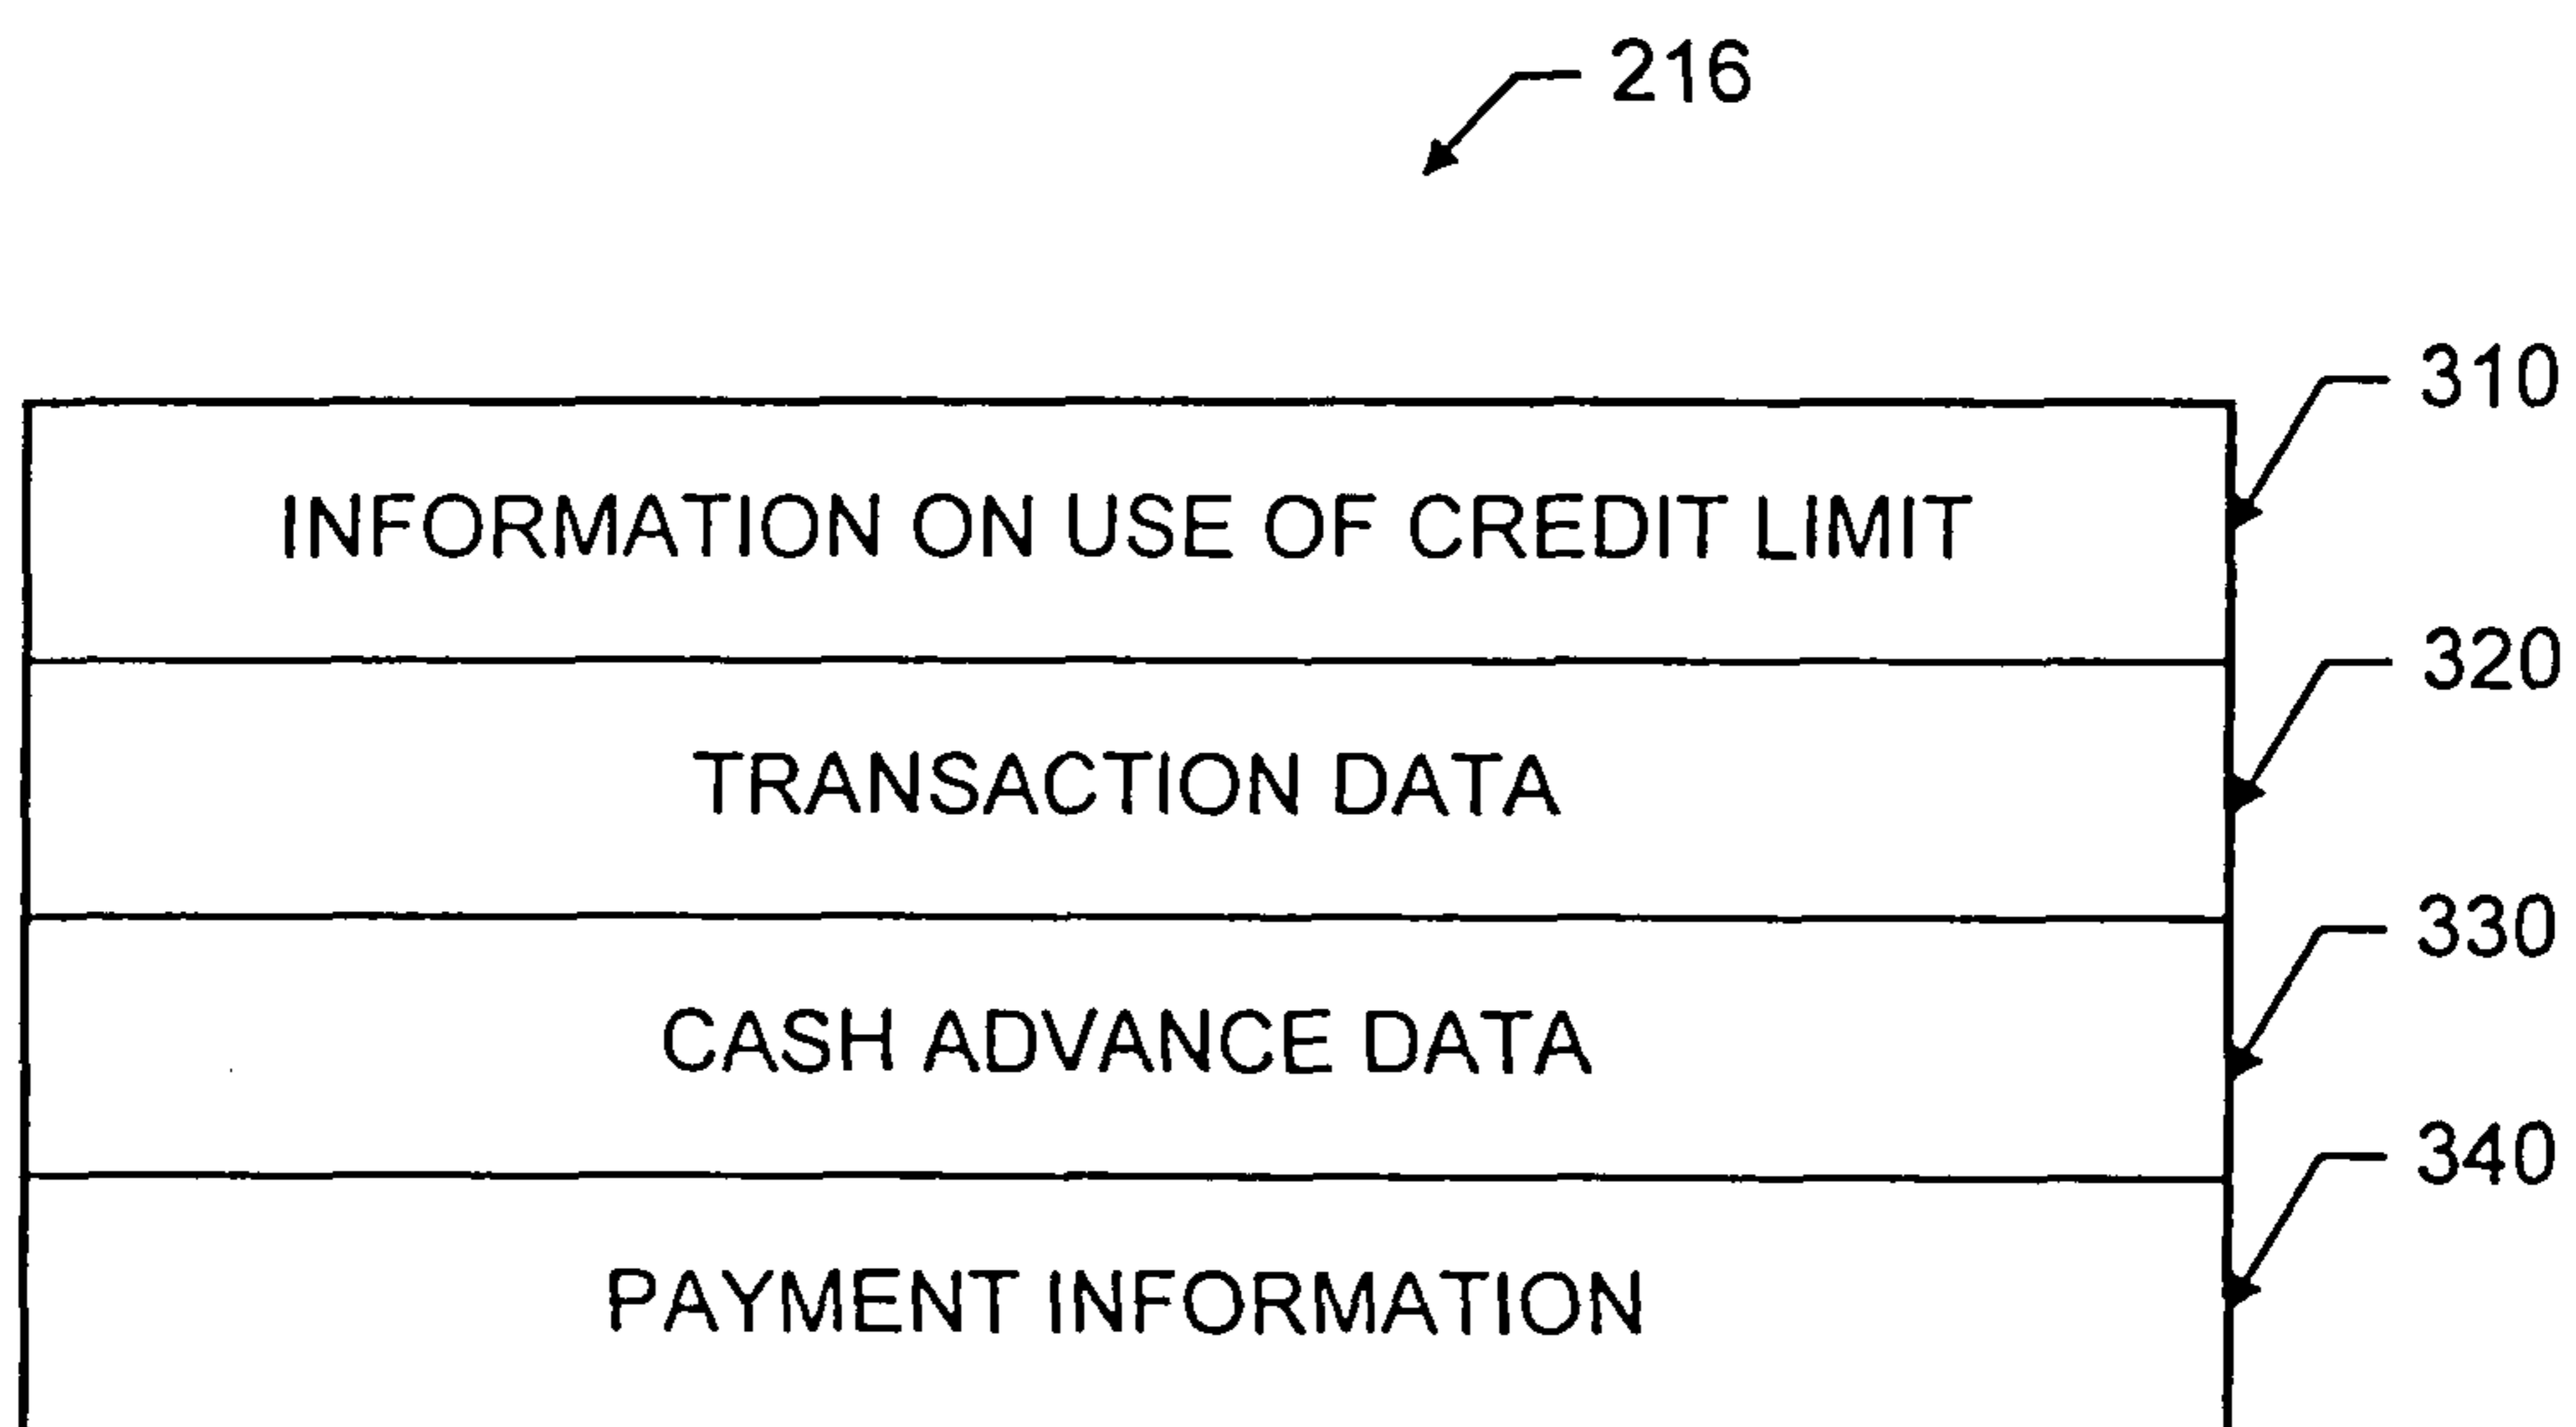 216
310
INFORMATION ON USE OF CREDIT LIMIT
320
TRANSACTION DATA
330
CASH ADVANCE DATA
340
PAYMENT INFORMATION